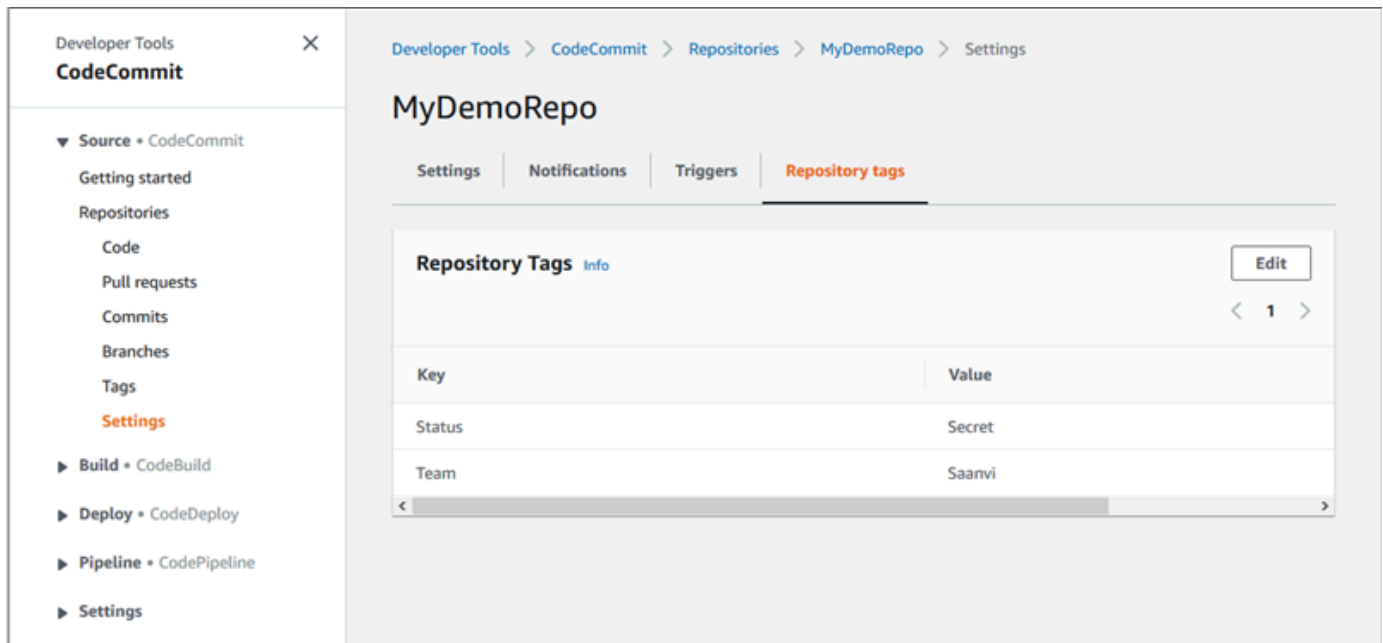 Developer Tools
CodeCommit
Source • CodeCommit
Getting started
Repositories
Code
Pull requests
Commits
Branches
Tags
Settings
Build • CodeBuild
Deploy • CodeDeploy
Pipeline • CodePipeline
Settings
Developer Tools > CodeCommit > Repositories > MyDemoRepo > Settings
MyDemoRepo
Settings Notifications Triggers Repository tags
Repository Tags Info Edit
< 1 >
Key Value
Status Secret
Team Saanvi